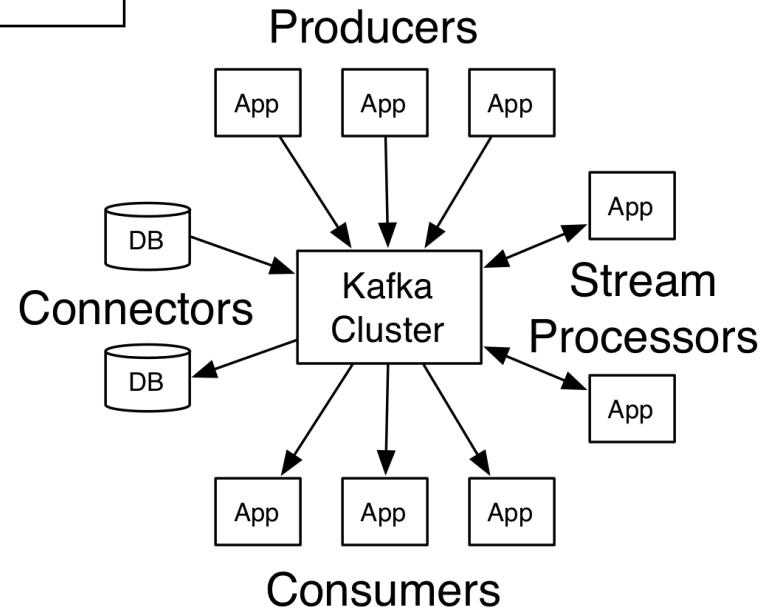 Producers
App
App
App
DB
App
Connectors
Kafka
Cluster
Stream
Processors
DB
App
App
App
App
Consumers